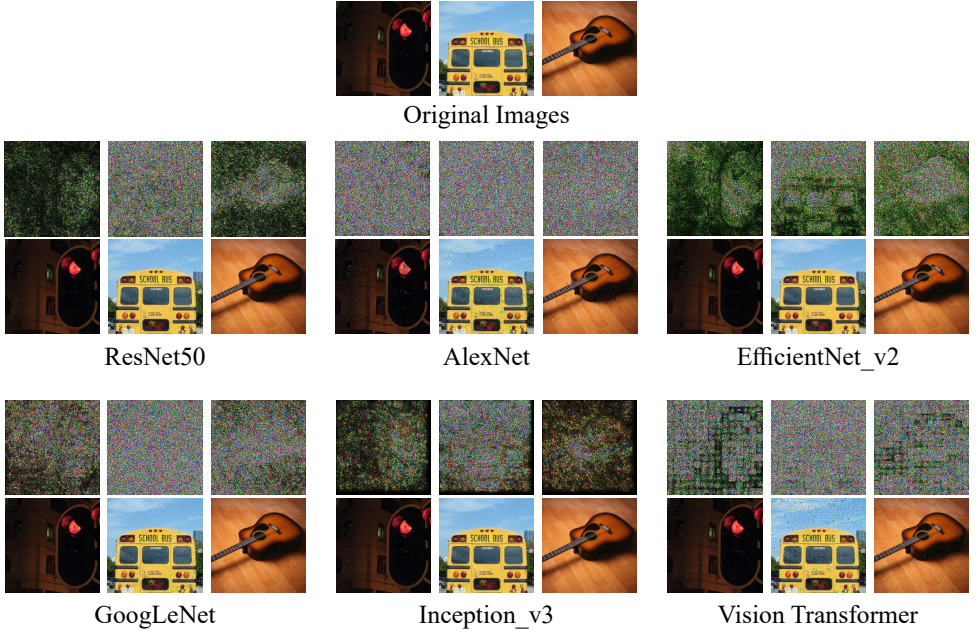 SCHOOL BUS
Original Images
SCHOOL BUS
SCHOOL BUS
SCHOOL BUS
ResNet50
AlexNet
EfficientNet_v2
SCHOOL BUS
SCHOOL BUS
SCHOOL BUS
GoogLeNet
Inception_v3
Vision Transformer